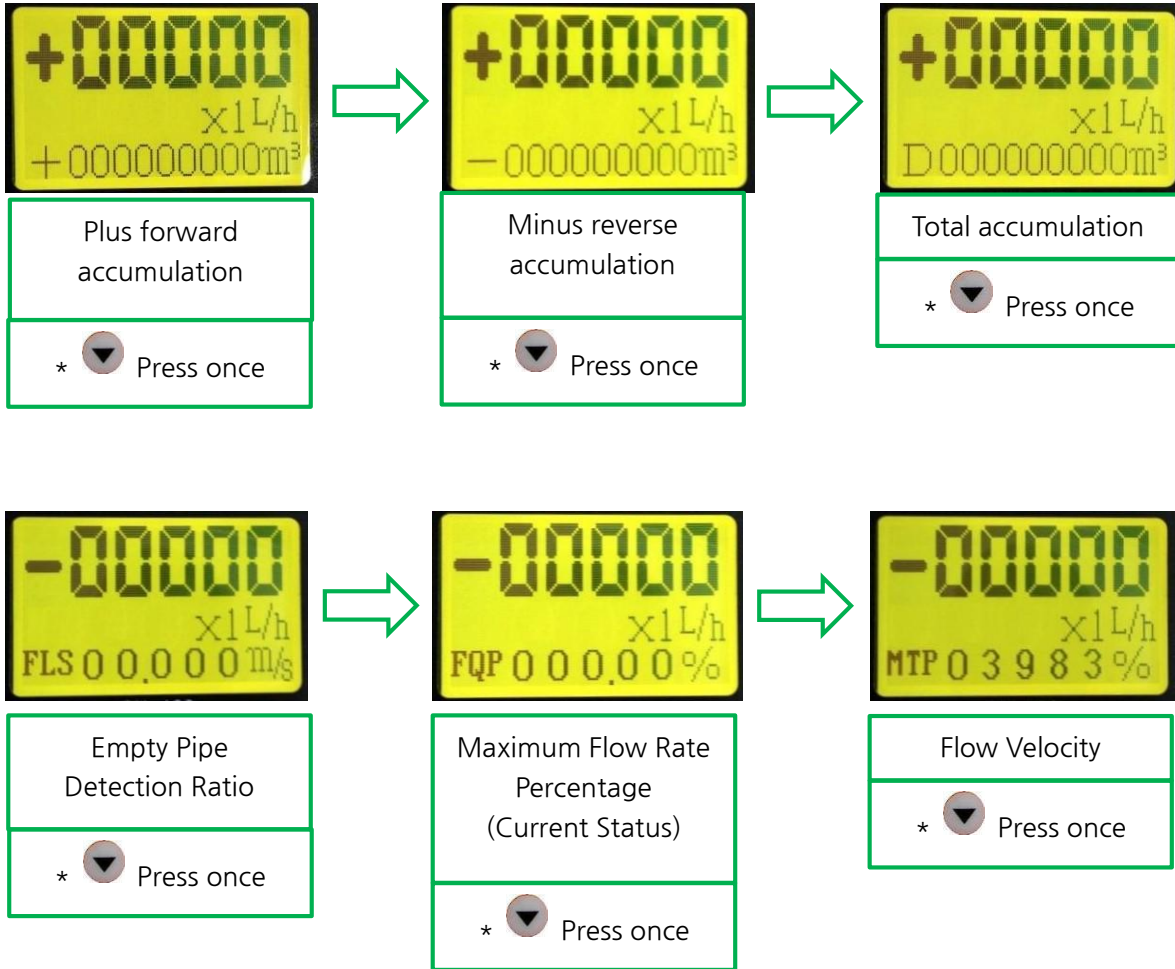 +00000
x1L/h
+000000000m³
Plus forward
accumulation
* Press once
+00000
x1L/h
-000000000m³
Minus reverse
accumulation
* Press once
+00000
x1L/h
D000000000m³
Total accumulation
* Press once
-00000
x1L/h
FLS00.000m/s
Empty Pipe
Detection Ratio
* Press once
-00000
x1L/h
FQP00.00%
Maximum Flow Rate
Percentage
(Current Status)
* Press once
-00000
x1L/h
MTP03983%
Flow Velocity
* Press once